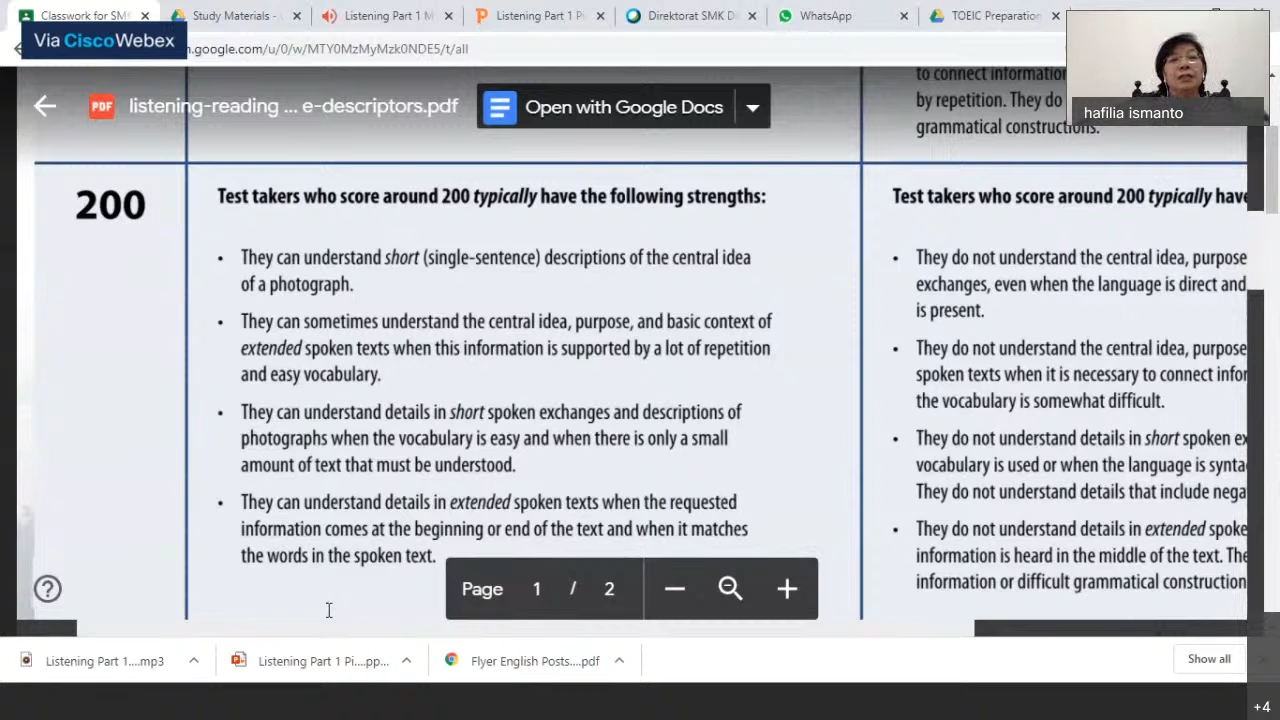 Classwork for SMK
Study Materials -
Listening Part 1 M
Listening Part 1 P
Direktorat SMK D
WhatsApp
TOEIC Preparation
Via CiscoWebex
.google.com/u/0/w/MTY0MzMyMzk0NDE5/t/all
PDF
listening-reading ... e-descriptors.pdf
Open with Google Docs
hafilia ismanto
to connect information
by repetition. They do
grammatical constructions.
200
Test takers who score around 200 typically have the following strengths:
• They can understand short (single-sentence) descriptions of the central idea
of a photograph.
• They can sometimes understand the central idea, purpose, and basic context of
extended spoken texts when this information is supported by a lot of repetition
and easy vocabulary.
• They can understand details in short spoken exchanges and descriptions of
photographs when the vocabulary is easy and when there is only a small
amount of text that must be understood.
• They can understand details in extended spoken texts when the requested
information comes at the beginning or end of the text and when it matches
the words in the spoken text.
Test takers who score around 200 typically have
• They do not understand the central idea, purpose
exchanges, even when the language is direct and
is present.
• They do not understand the central idea, purpose
spoken texts when it is necessary to connect infor
the vocabulary is somewhat difficult.
• They do not understand details in short spoken ex
vocabulary is used or when the language is synta
They do not understand details that include nega
• They do not understand details in extended spoke
information is heard in the middle of the text. The
information or difficult grammatical construction
Page 1 / 2
Listening Part 1....mp3
Listening Part 1 Pi....pp...
Flyer English Posts....pdf
Show all
+4